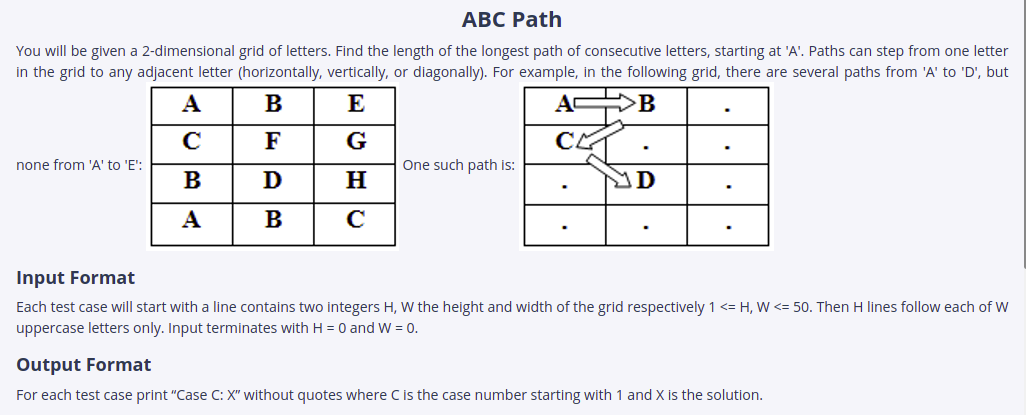 ABC Path
You will be given a 2-dimensional grid of letters. Find the length of the longest path of consecutive letters, starting at 'A'. Paths can step from one letter
in the grid to any adjacent letter (horizontally, vertically, or diagonally). For example, in the following grid, there are several paths from 'A' to 'D', but
none from 'A' to 'E':
A B E
C F G
B D H
A B C
One such path is:
A B .
C . .
. D .
. . .
Input Format
Each test case will start with a line contains two integers H, W the height and width of the grid respectively 1 <= H, W <= 50. Then H lines follow each of W
uppercase letters only. Input terminates with H = 0 and W = 0.
Output Format
For each test case print “Case C: X” without quotes where C is the case number starting with 1 and X is the solution.